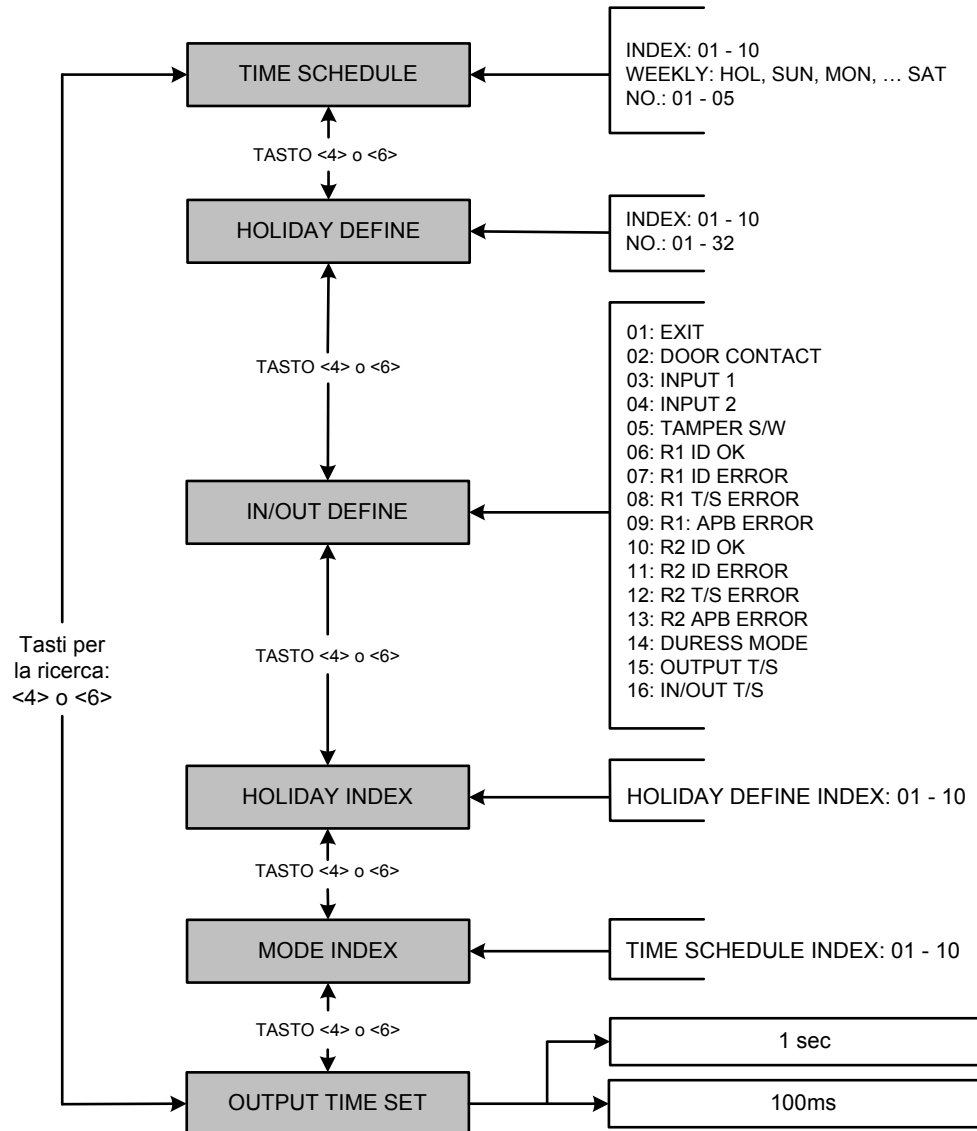 TIME SCHEDULE
INDEX: 01 - 10
WEEKLY: HOL, SUN, MON, … SAT
NO.: 01 - 05
TASTO <4> o <6>
HOLIDAY DEFINE
INDEX: 01 - 10
NO.: 01 - 32
TASTO <4> o <6>
IN/OUT DEFINE
01: EXIT
02: DOOR CONTACT
03: INPUT 1
04: INPUT 2
05: TAMPER S/W
06: R1 ID OK
07: R1 ID ERROR
08: R1 T/S ERROR
09: R1: APB ERROR
10: R2 ID OK
11: R2 ID ERROR
12: R2 T/S ERROR
13: R2 APB ERROR
14: DURESS MODE
15: OUTPUT T/S
16: IN/OUT T/S
Tasti per
la ricerca:
<4> o <6>
TASTO <4> o <6>
HOLIDAY INDEX
HOLIDAY DEFINE INDEX: 01 - 10
TASTO <4> o <6>
MODE INDEX
TIME SCHEDULE INDEX: 01 - 10
TASTO <4> o <6>
OUTPUT TIME SET
1 sec
100ms